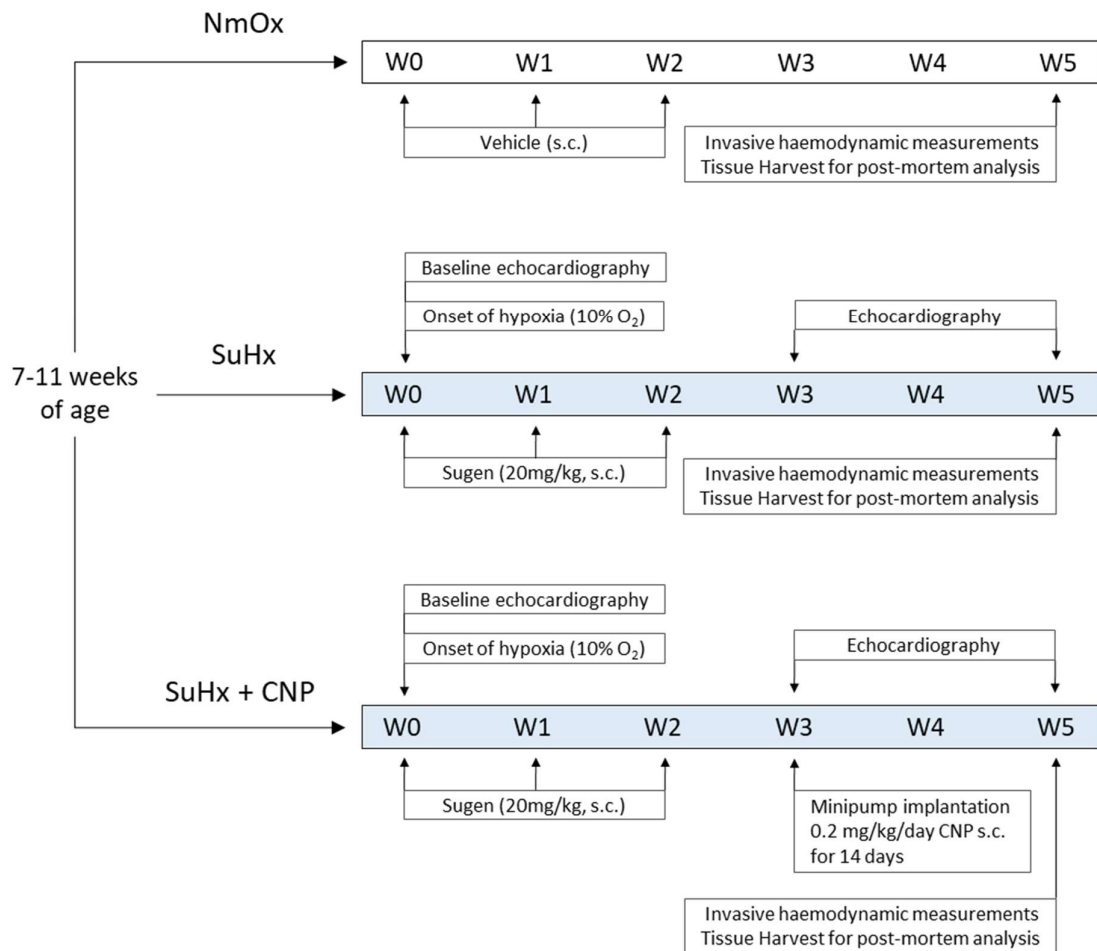 NmOx
W0 W1 W2 W3 W4 W5
Vehicle (s.c.)
Invasive haemodynamic measurements
Tissue Harvest for post-mortem analysis
Baseline echocardiography
Onset of hypoxia (10% O₂)
Echocardiography
7-11 weeks
of age
SuHx
W0 W1 W2 W3 W4 W5
Sugen (20mg/kg, s.c.)
Invasive haemodynamic measurements
Tissue Harvest for post-mortem analysis
Baseline echocardiography
Onset of hypoxia (10% O₂)
Echocardiography
SuHx + CNP
W0 W1 W2 W3 W4 W5
Sugen (20mg/kg, s.c.)
Minipump implantation
0.2 mg/kg/day CNP s.c.
for 14 days
Invasive haemodynamic measurements
Tissue Harvest for post-mortem analysis